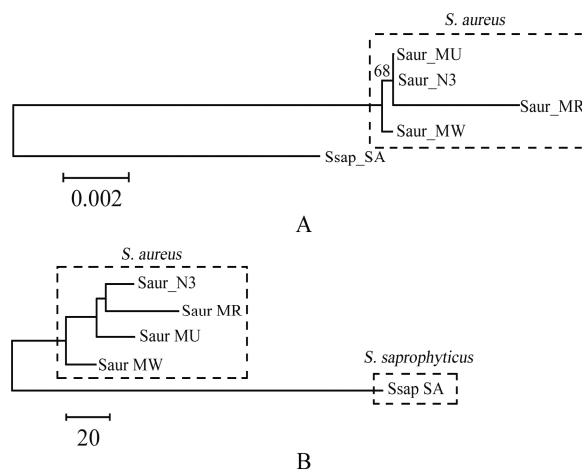 S. aureus
Saur_MU
68
Saur_N3
Saur_MR
Saur_MW
Ssap_SA
0.002
A
S. aureus
Saur_N3
Saur MR
Saur MU
S. saprophyticus
Saur MW
Ssap SA
20
B